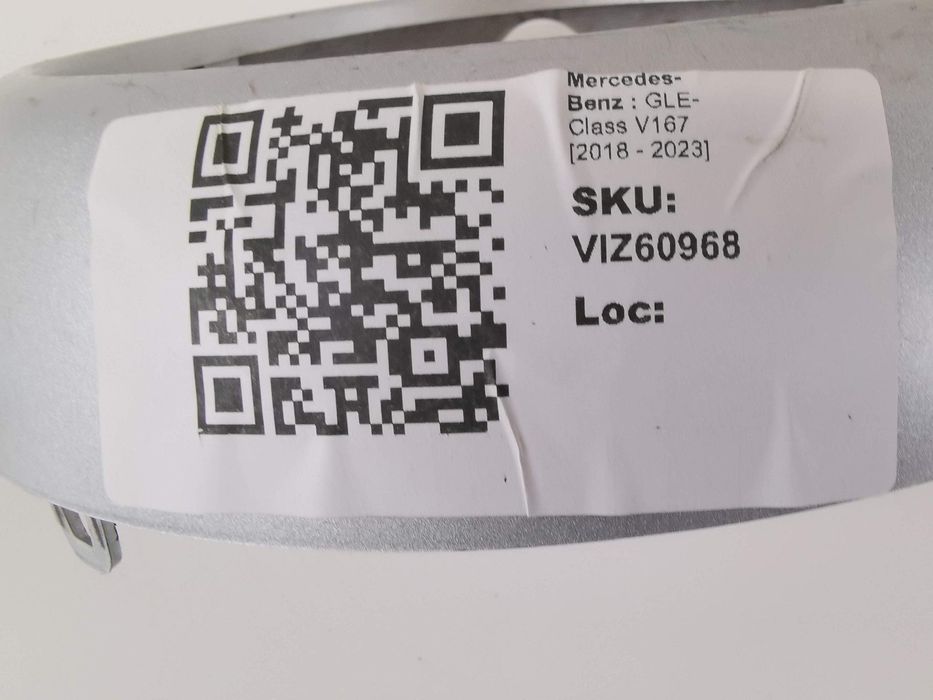 Mercedes-
Benz : GLE-
Class V167
[2018 - 2023]
SKU:
VIZ60968
Loc: